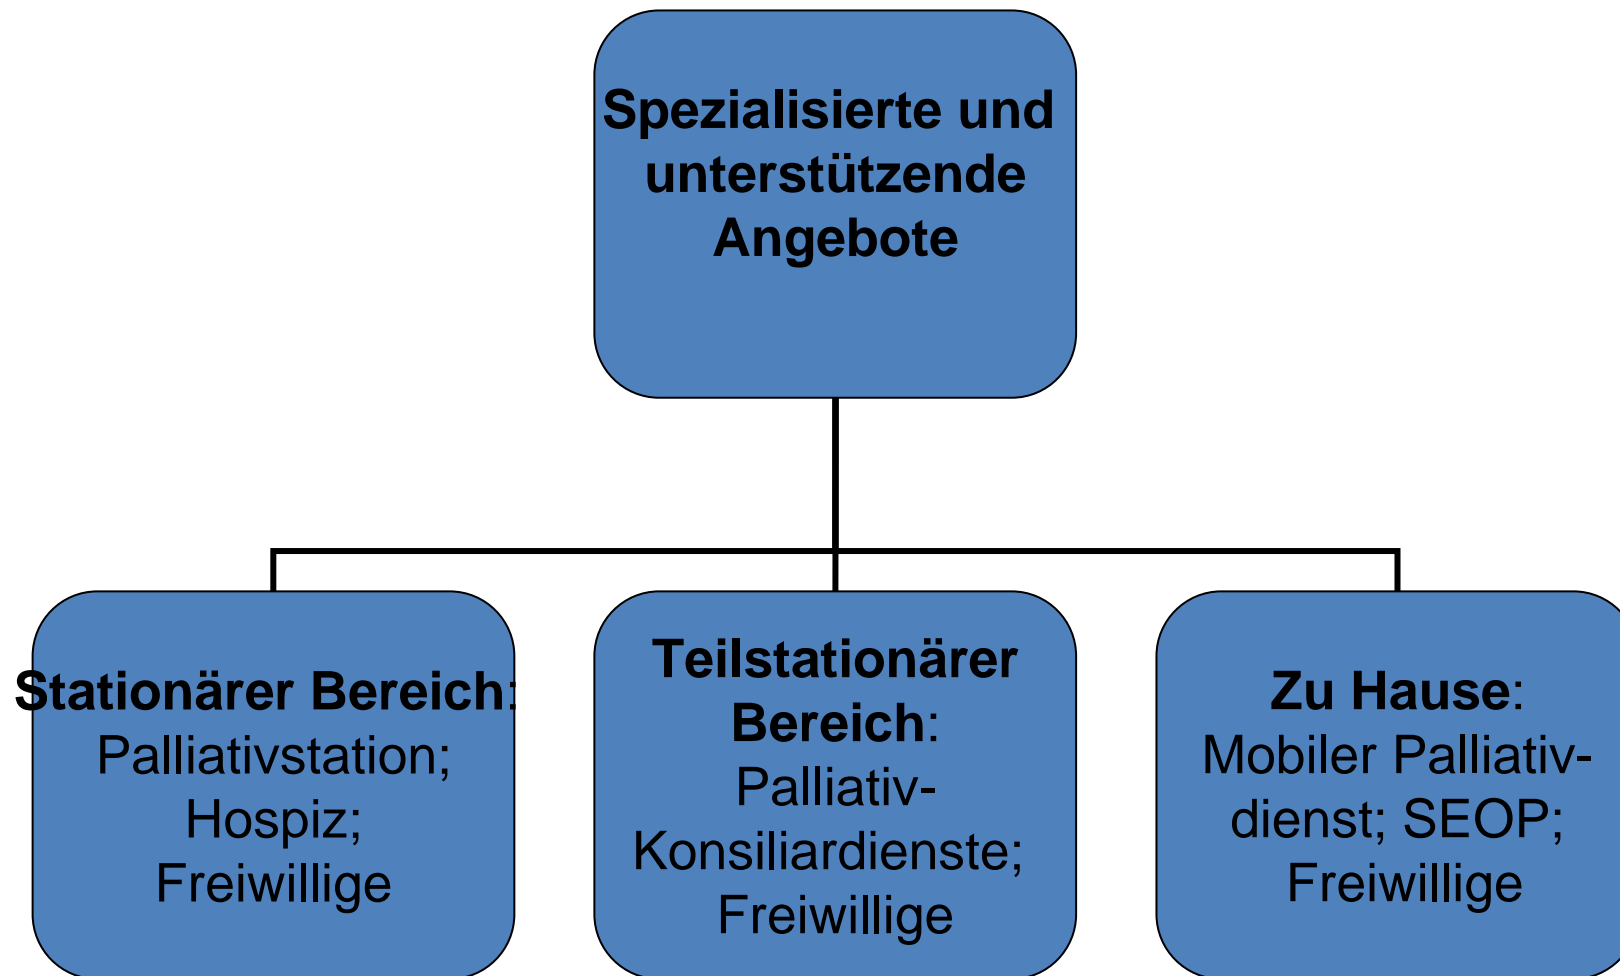 Spezialisierte und
unterstützende
Angebote
Stationärer Bereich:
Palliativstation;
Hospiz;
Freiwillige
Teilstationärer
Bereich:
Palliativ-
Konsiliardienste;
Freiwillige
Zu Hause:
Mobiler Palliativ-
dienst; SEOP;
Freiwillige